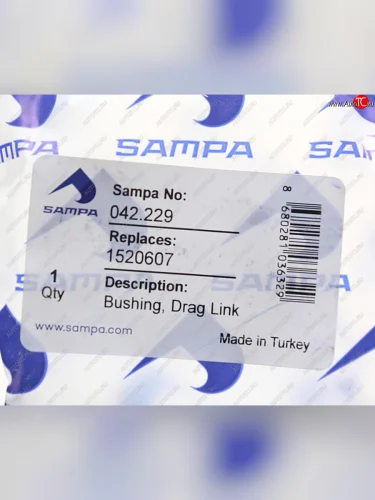 SAMPA
SAMPA
SAMPA
SAMPA
Sampa No:
042.229
Replaces:
1520607
1
Qty
Description:
Bushing, Drag Link
www.sampa.com
Made in Turkey
8 680281 036329